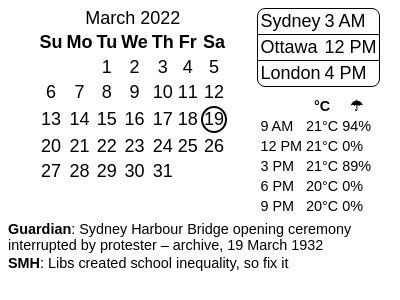 March 2022
Su Mo Tu We Th Fr Sa
1 2 3 4 5
6 7 8 9 10 11 12
13 14 15 16 17 18 19
20 21 22 23 24 25 26
27 28 29 30 31
Sydney 3 AM
Ottawa 12 PM
London 4 PM
°C ☂
9 AM 21°C 94%
12 PM 21°C 0%
3 PM 21°C 89%
6 PM 20°C 0%
9 PM 20°C 0%
Guardian: Sydney Harbour Bridge opening ceremony
interrupted by protester – archive, 19 March 1932
SMH: Libs created school inequality, so fix it